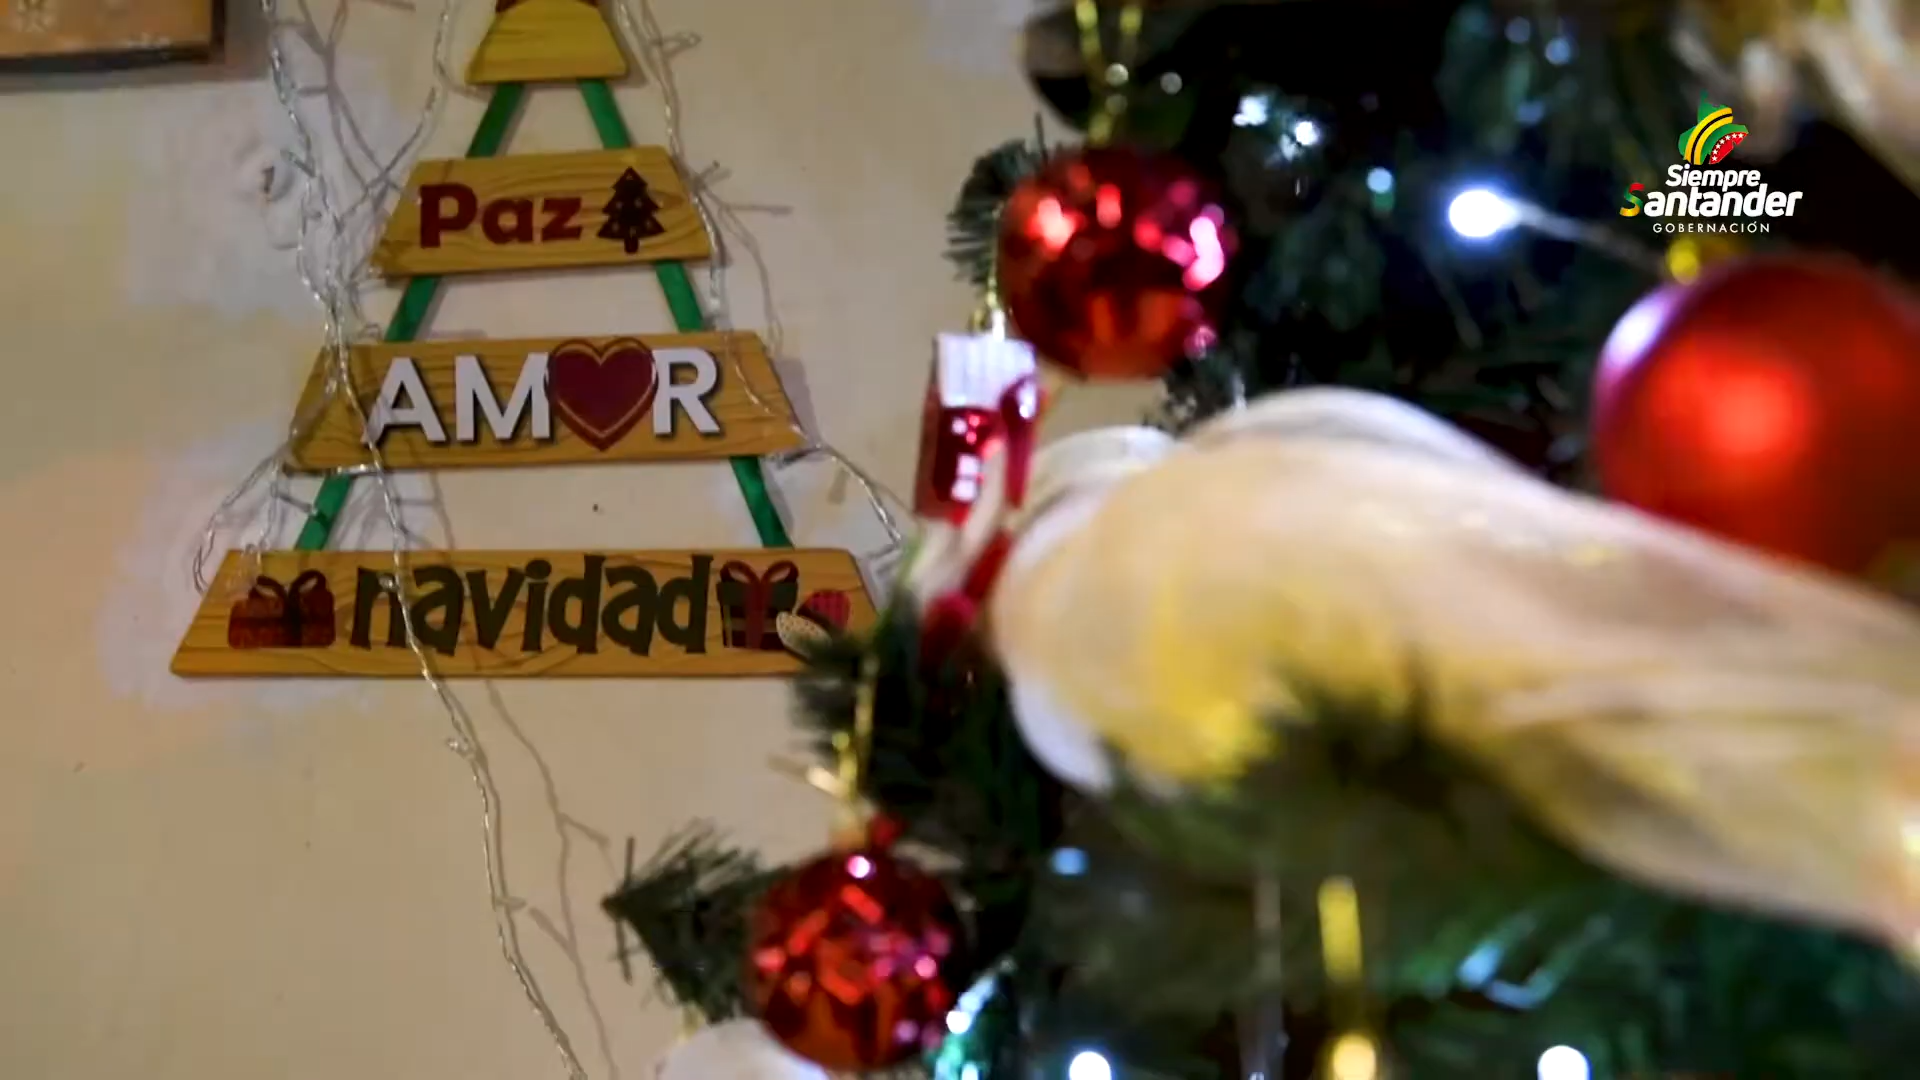 Paz
AMOR
navidad
Siempre
Santander
GOBERNACIÓN